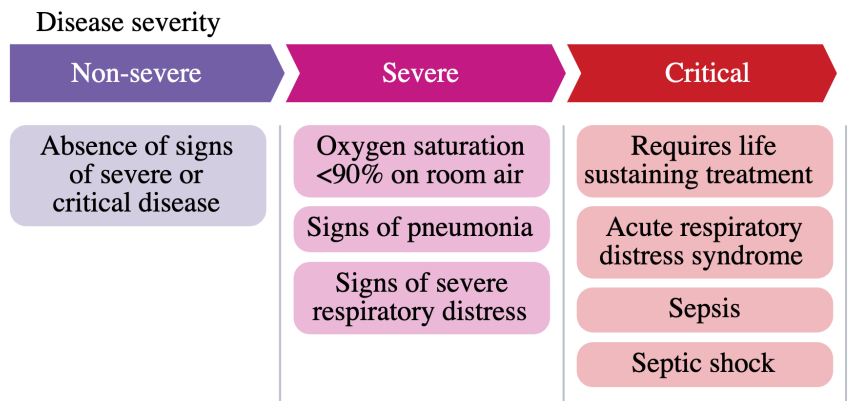 Disease severity
Non-severe
Severe
Critical
Absence of signs
of severe or
critical disease
Oxygen saturation
<90% on room air
Signs of pneumonia
Signs of severe
respiratory distress
Requires life
sustaining treatment
Acute respiratory
distress syndrome
Sepsis
Septic shock